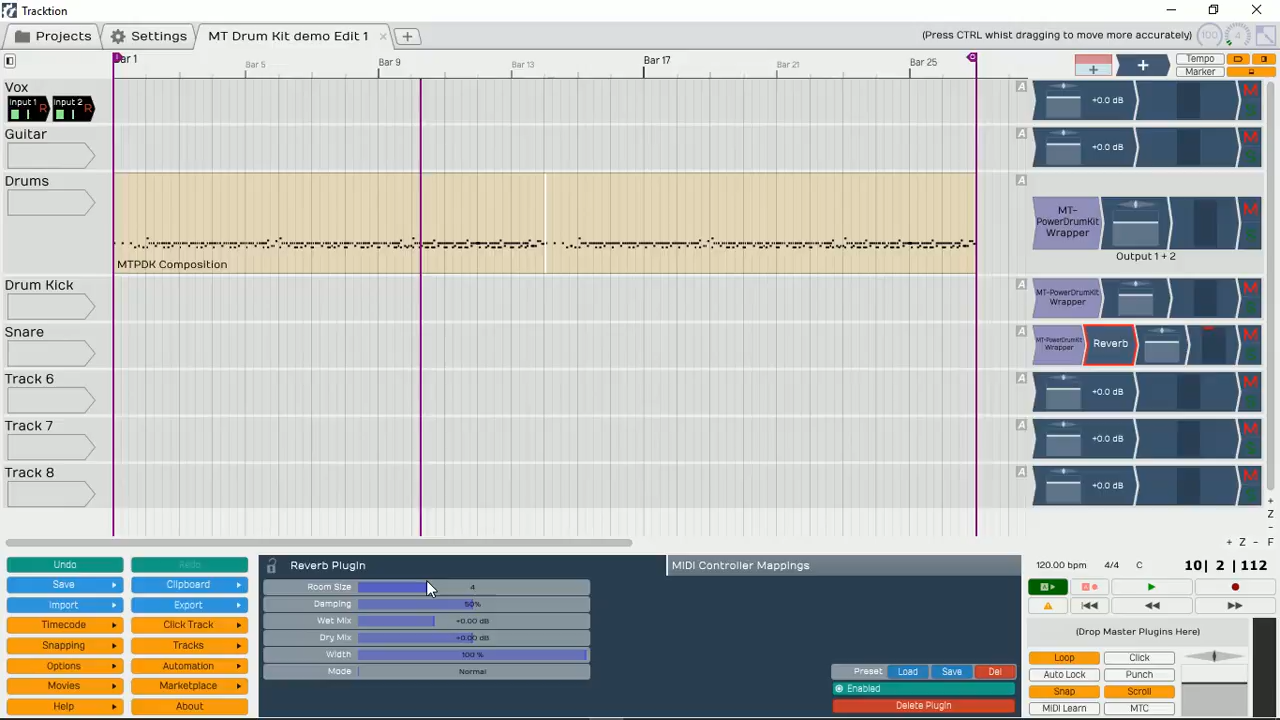 Tracktion
Projects
Settings
MT Drum Kit demo Edit 1
(Press CTRL whist dragging to move more accurately)
100
4
Bar 1
Bar 5
Bar 9
Bar 13
Bar 17
Bar 21
Bar 25
Tempo
Marker
Vox
Input 1 R
Input 2 R
A
+0.0 dB
M
S
Guitar
A
+0.0 dB
M
S
Drums
A
MT-
PowerDrumKit
Wrapper
M
S
Output 1 + 2
MTPDK Composition
Drum Kick
A
MT-PowerDrumKit
Wrapper
M
S
Snare
A
MT-PowerDrumKit
Wrapper
Reverb
M
S
Track 6
A
+0.0 dB
M
S
Track 7
A
+0.0 dB
M
S
Track 8
A
+0.0 dB
M
S
+
Z
-
+ Z - F
Undo
Redo
Save
Clipboard
Import
Export
Timecode
Click Track
Snapping
Tracks
Options
Automation
Movies
Marketplace
Help
About
Reverb Plugin
MIDI Controller Mappings
Room Size 4
Damping 50%
Wet Mix +0.00 dB
Dry Mix +0.00 dB
Width 100 %
Mode Normal
Preset Load Save Del
Enabled
Delete Plugin
120.00 bpm 4/4 C 10| 2 |112
A
A
(Drop Master Plugins Here)
Loop
Click
Auto Lock
Punch
Snap
Scroll
MIDI Learn
MTC